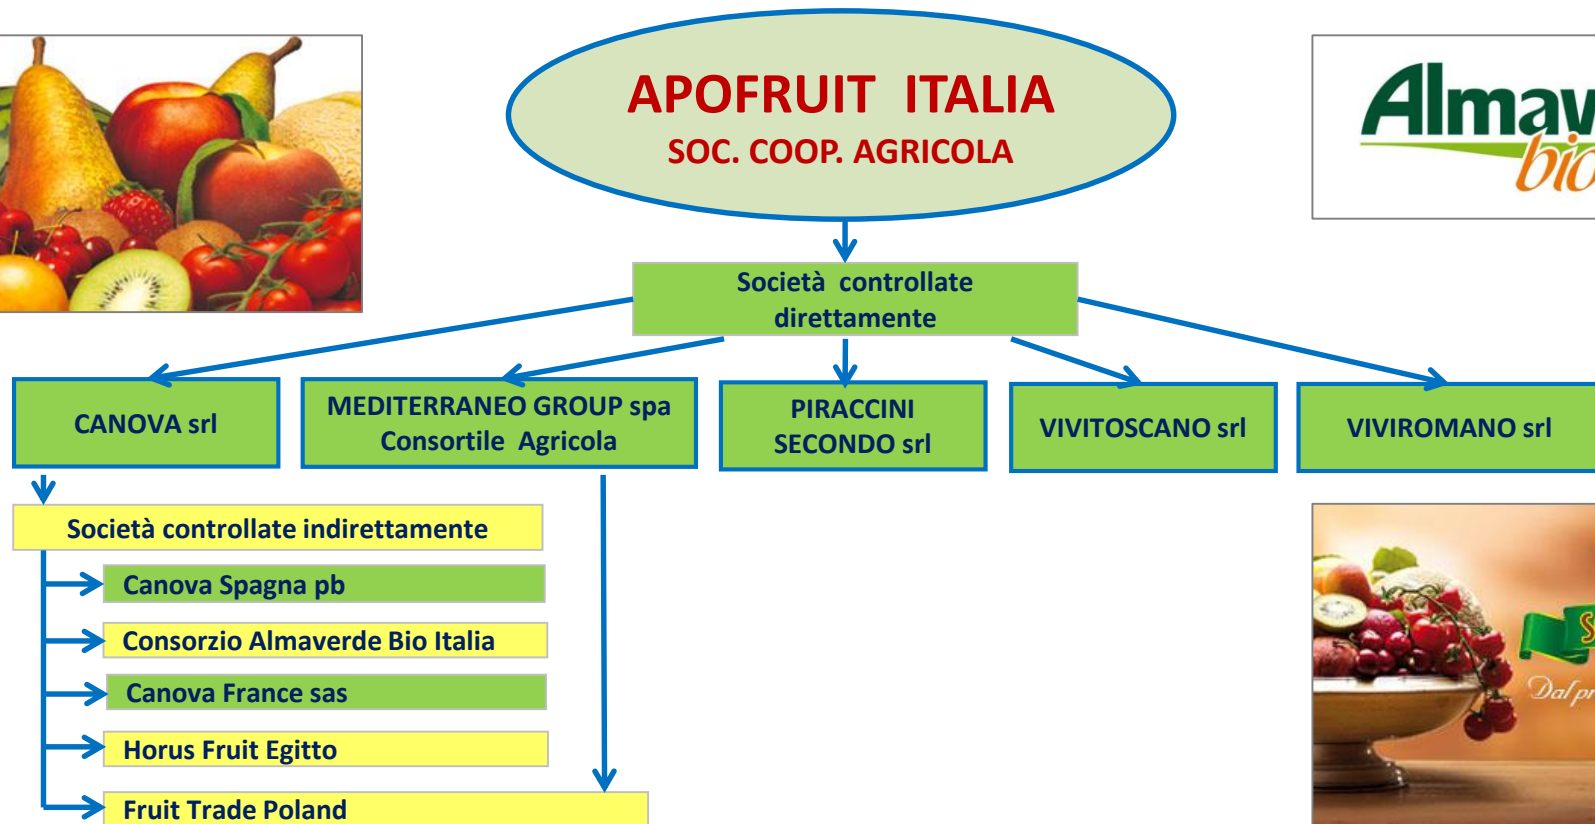 APOFRUIT ITALIA
SOC. COOP. AGRICOLA
bio
Società controllate
direttamente
CANOVA srl
MEDITERRANEO GROUP spa
Consortile Agricola
PIRACCINI
SECONDO srl
VIVITOSCANO srl
VIVIROMANO srl
Società controllate indirettamente
Canova Spagna pb
Consorzio Almaverde Bio Italia
Canova France sas
Horus Fruit Egitto
Fruit Trade Poland
Dal